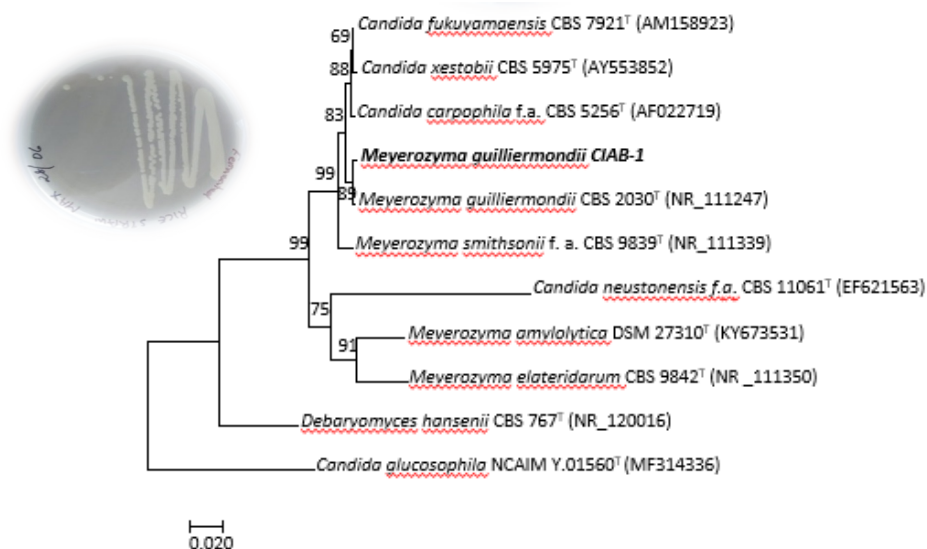 Candida fukuyamaensis CBS 7921ᵀ (AM158923)
69
88
Candida xestobii CBS 5975ᵀ (AY553852)
83
Candida carpophila f.a. CBS 5256ᵀ (AF022719)
Meyerozyma guilliermondii CIAB-1
99
89
Meyerozyma guilliermondii CBS 2030ᵀ (NR_111247)
99
Meyerozyma smithsonii f. a. CBS 9839ᵀ (NR_111339)
Candida neustonensis f.a. CBS 11061ᵀ (EF621563)
75
Meyerozyma amylolytica DSM 27310ᵀ (KY673531)
91
Meyerozyma elateridarum CBS 9842ᵀ (NR _111350)
Debaryomyces hansenii CBS 767ᵀ (NR_120016)
Candida glucosophila NCAIM Y.01560ᵀ (MF314336)
0.020